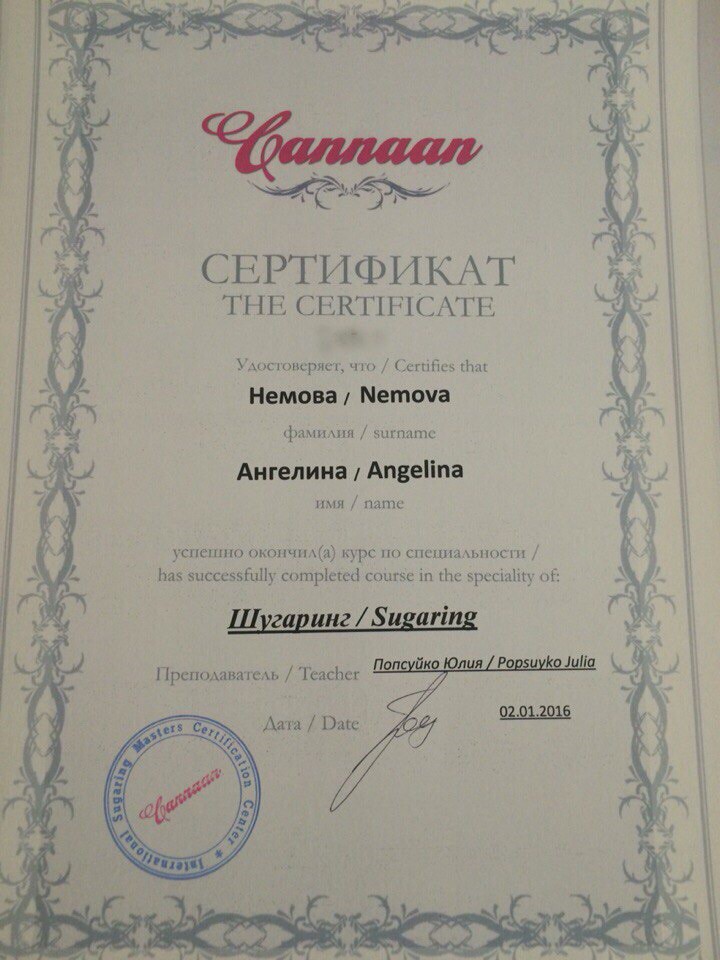 Cannaan
СЕРТИФИКАТ
THE CERTIFICATE
Удостоверяет, что / Certifies that
Немова / Nemova
фамилия / surname
Ангелина / Angelina
имя / name
успешно окончил(а) курс по специальности /
has successfully completed course in the speciality of:
Шугаринг / Sugaring
Преподаватель / Teacher Попсуйко Юлия / Popsuyko Julia
Дата / Date 02.01.2016
International Sugaring Masters Certification Center *
Cannaan